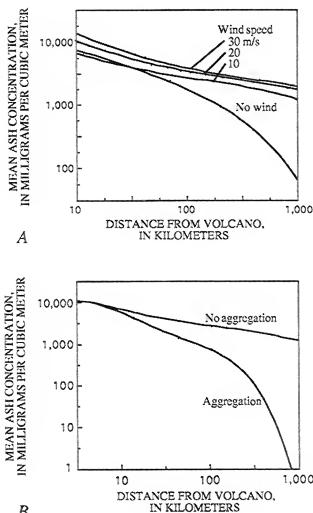 MEAN ASH CONCENTRATION,
IN MILLIGRAMS PER CUBIC METER
10,000
1,000
100
Wind speed
30 m/s
20
10
No wind
10
100
1,000
DISTANCE FROM VOLCANO,
IN KILOMETERS
A
MEAN ASH CONCENTRATION,
IN MILLIGRAMS PER CUBIC METER
10,000
1,000
100
10
1
No aggregation
Aggregation
10
100
1,000
DISTANCE FROM VOLCANO,
IN KILOMETERS
B